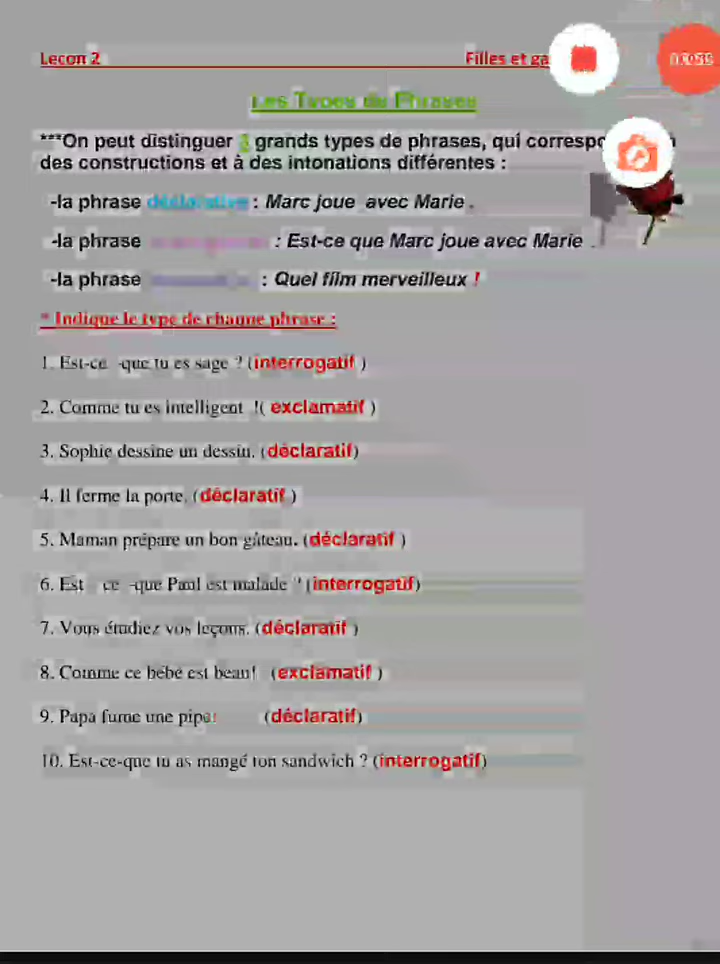 Leçon 2 Filles et ga
Les Types de Phrases
***On peut distinguer grands types de phrases, qui correspo
des constructions et à des intonations différentes :
-la phrase déclarative : Marc joue avec Marie .
-la phrase : Est-ce que Marc joue avec Marie
-la phrase : Quel film merveilleux !
* Indique le type de chaque phrase :
1. Est-ce -que tu es sage ? (interrogatif )
2. Comme tu es intelligent !( exclamatif )
3. Sophie dessine un dessin. (déclaratif)
4. Il ferme la porte. (déclaratif )
5. Maman prépare un bon gâteau. (déclaratif )
6. Est ce -que Paul est malade ? (interrogatif)
7. Vous étudiez vos leçons. (déclaratif )
8. Comme ce bébé est beau! (exclamatif )
9. Papa fume une pipe. (déclaratif)
10. Est-ce-que tu as mangé ton sandwich ? (interrogatif)